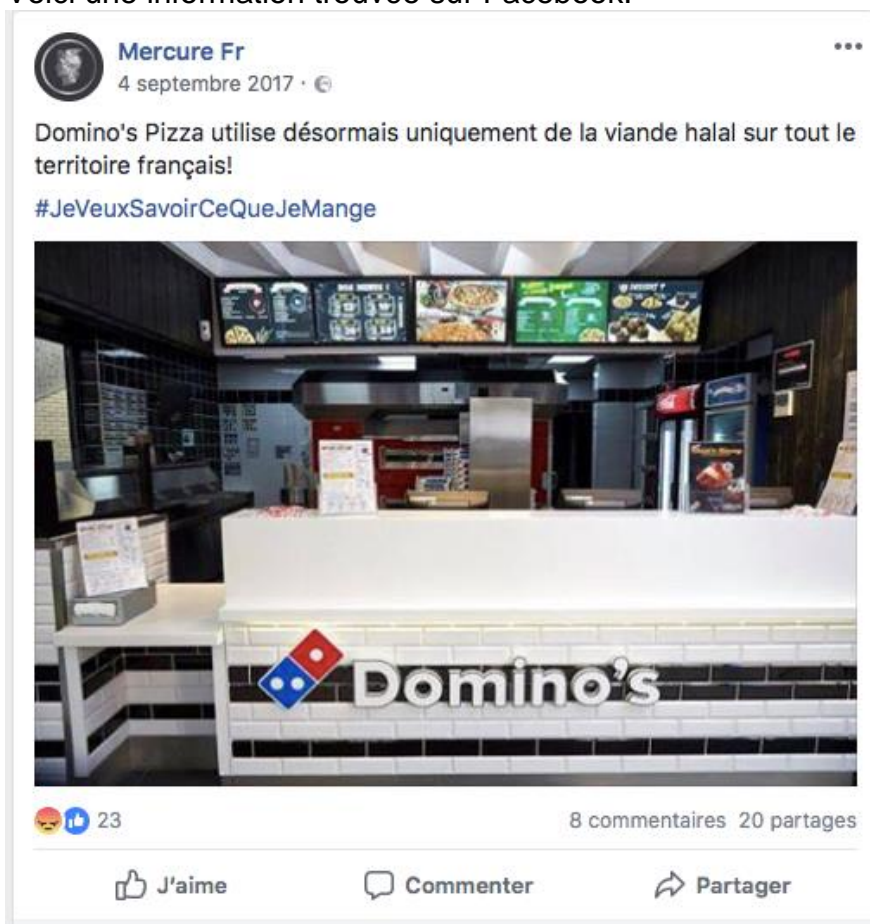 Voici une information trouvée sur Facebook.
Mercure Fr
4 septembre 2017 ·
Domino's Pizza utilise désormais uniquement de la viande halal sur tout le
territoire français!
#JeVeuxSavoirCeQueJeMange
Domino's
23
8 commentaires 20 partages
J'aime
Commenter
Partager